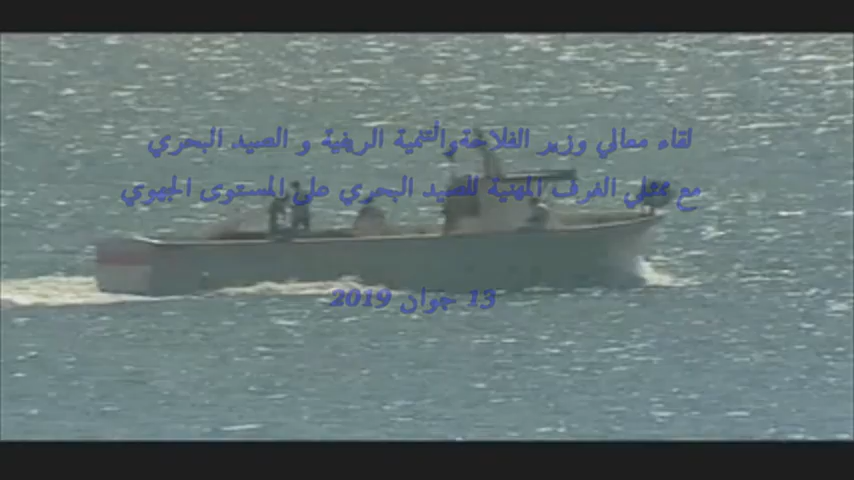 لقاء معالي وزير الفلاحة والتنمية الريفية و الصيد البحري
مع ممثلي الغرف المهنية للصيد البحري على المستوى الجهوي
13 جوان 2019